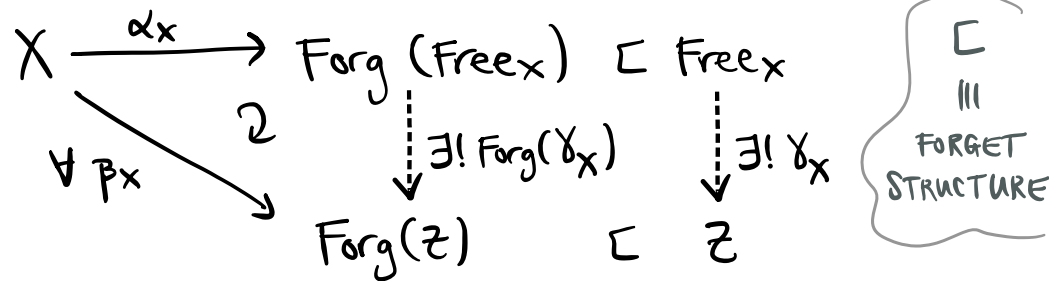 X αx Forg (Freex) ⊏ Freex
∀ βx ∃! Forg(γx) ∃! γx
Forg(Z) ⊏ Z
⊏
≡
FORGET
STRUCTURE